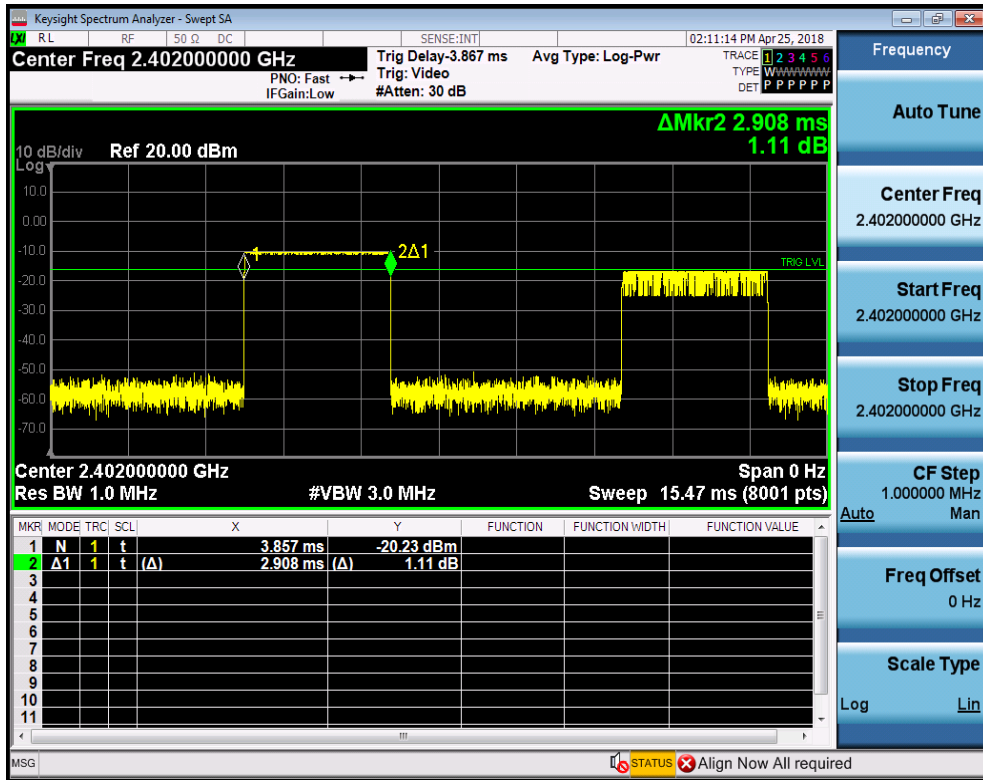 Keysight Spectrum Analyzer - Swept SA
LXI RL RF 50 Ω DC SENSE:INT 02:11:14 PM Apr 25, 2018
Center Freq 2.402000000 GHz
PNO: Fast
IFGain:Low
Trig Delay-3.867 ms
Trig: Video
#Atten: 30 dB
Avg Type: Log-Pwr
TRACE 1 2 3 4 5 6
TYPE WWWWWW
DET P P P P P P
ΔMkr2 2.908 ms
1.11 dB
10 dB/div Ref 20.00 dBm
Log
10.0
0.00
-10.0
-20.0
-30.0
-40.0
-50.0
-60.0
-70.0
1
2Δ1
TRIG LVL
Center 2.402000000 GHz Span 0 Hz
Res BW 1.0 MHz #VBW 3.0 MHz Sweep 15.47 ms (8001 pts)
MKR MODE TRC SCL X Y FUNCTION FUNCTION WIDTH FUNCTION VALUE
1 N 1 t 3.857 ms -20.23 dBm
2 Δ1 1 t (Δ) 2.908 ms (Δ) 1.11 dB
3
4
5
6
7
8
9
10
11
MSG STATUS Align Now All required
Frequency
Auto Tune
Center Freq
2.402000000 GHz
Start Freq
2.402000000 GHz
Stop Freq
2.402000000 GHz
CF Step
1.000000 MHz
Auto Man
Freq Offset
0 Hz
Scale Type
Log Lin